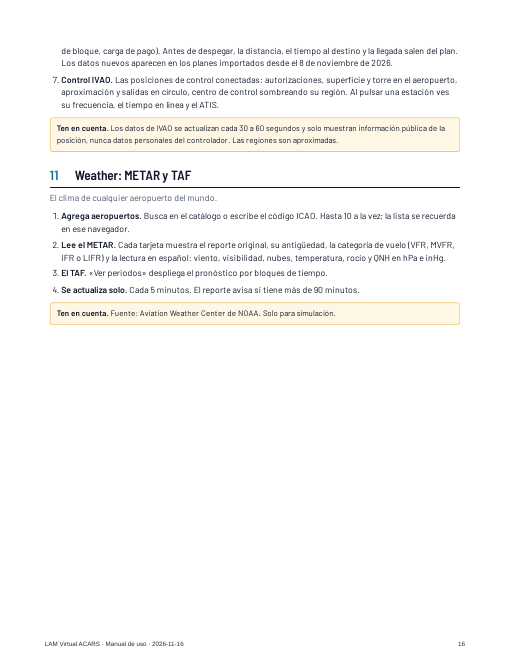 de bloque, carga de pago). Antes de despegar, la distancia, el tiempo al destino y la llegada salen del plan.
Los datos nuevos aparecen en los planes importados desde el 8 de noviembre de 2026.
7. Control IVAO. Las posiciones de control conectadas: autorizaciones, superficie y torre en el aeropuerto,
aproximación y salidas en círculo, centro de control sombreando su región. Al pulsar una estación ves
su frecuencia, el tiempo en línea y el ATIS.
Ten en cuenta. Los datos de IVAO se actualizan cada 30 a 60 segundos y solo muestran información pública de la
posición, nunca datos personales del controlador. Las regiones son aproximadas.
11 Weather: METAR y TAF
El clima de cualquier aeropuerto del mundo.
1. Agrega aeropuertos. Busca en el catálogo o escribe el código ICAO. Hasta 10 a la vez; la lista se recuerda
en ese navegador.
2. Lee el METAR. Cada tarjeta muestra el reporte original, su antigüedad, la categoría de vuelo (VFR, MVFR,
IFR o LIFR) y la lectura en español: viento, visibilidad, nubes, temperatura, rocío y QNH en hPa e inHg.
3. El TAF. «Ver periodos» despliega el pronóstico por bloques de tiempo.
4. Se actualiza solo. Cada 5 minutos. El reporte avisa si tiene más de 90 minutos.
Ten en cuenta. Fuente: Aviation Weather Center de NOAA. Solo para simulación.
LAM Virtual ACARS · Manual de uso · 2026-11-16
16